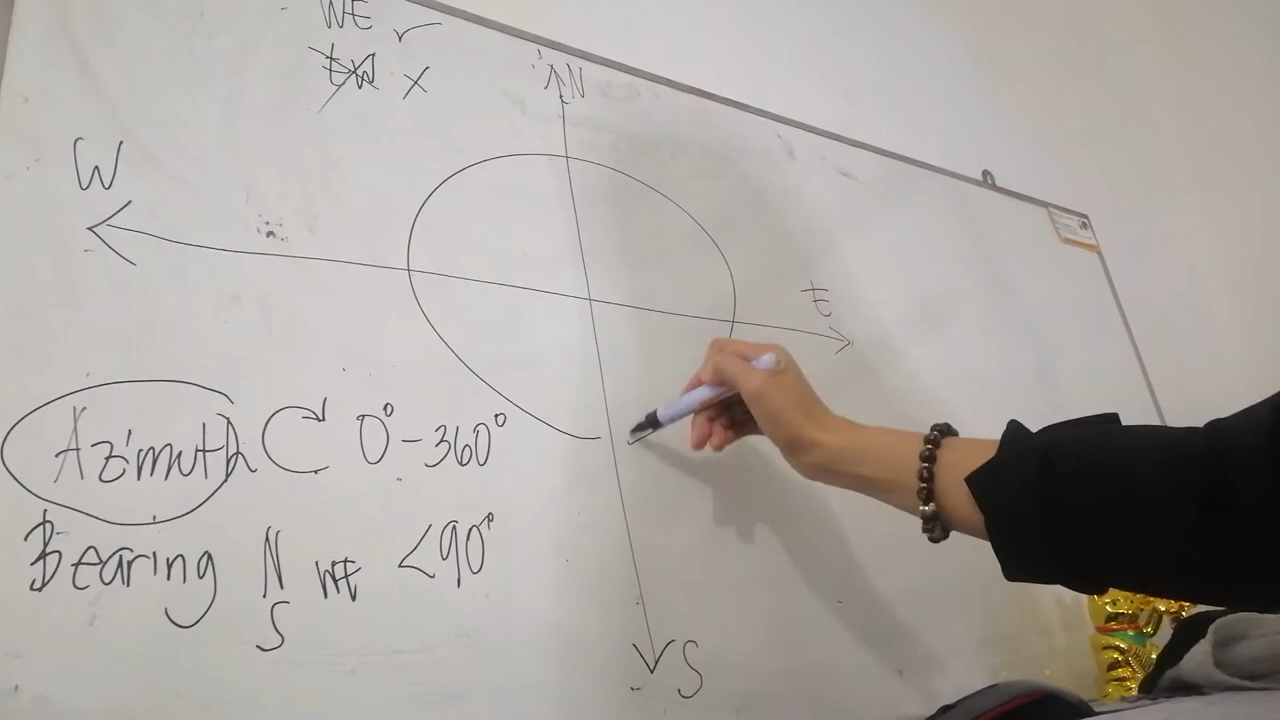 WE ✓
EW ×
N
W
E
Azimuth 0°-360°
Bearing N WE <90°
S
S